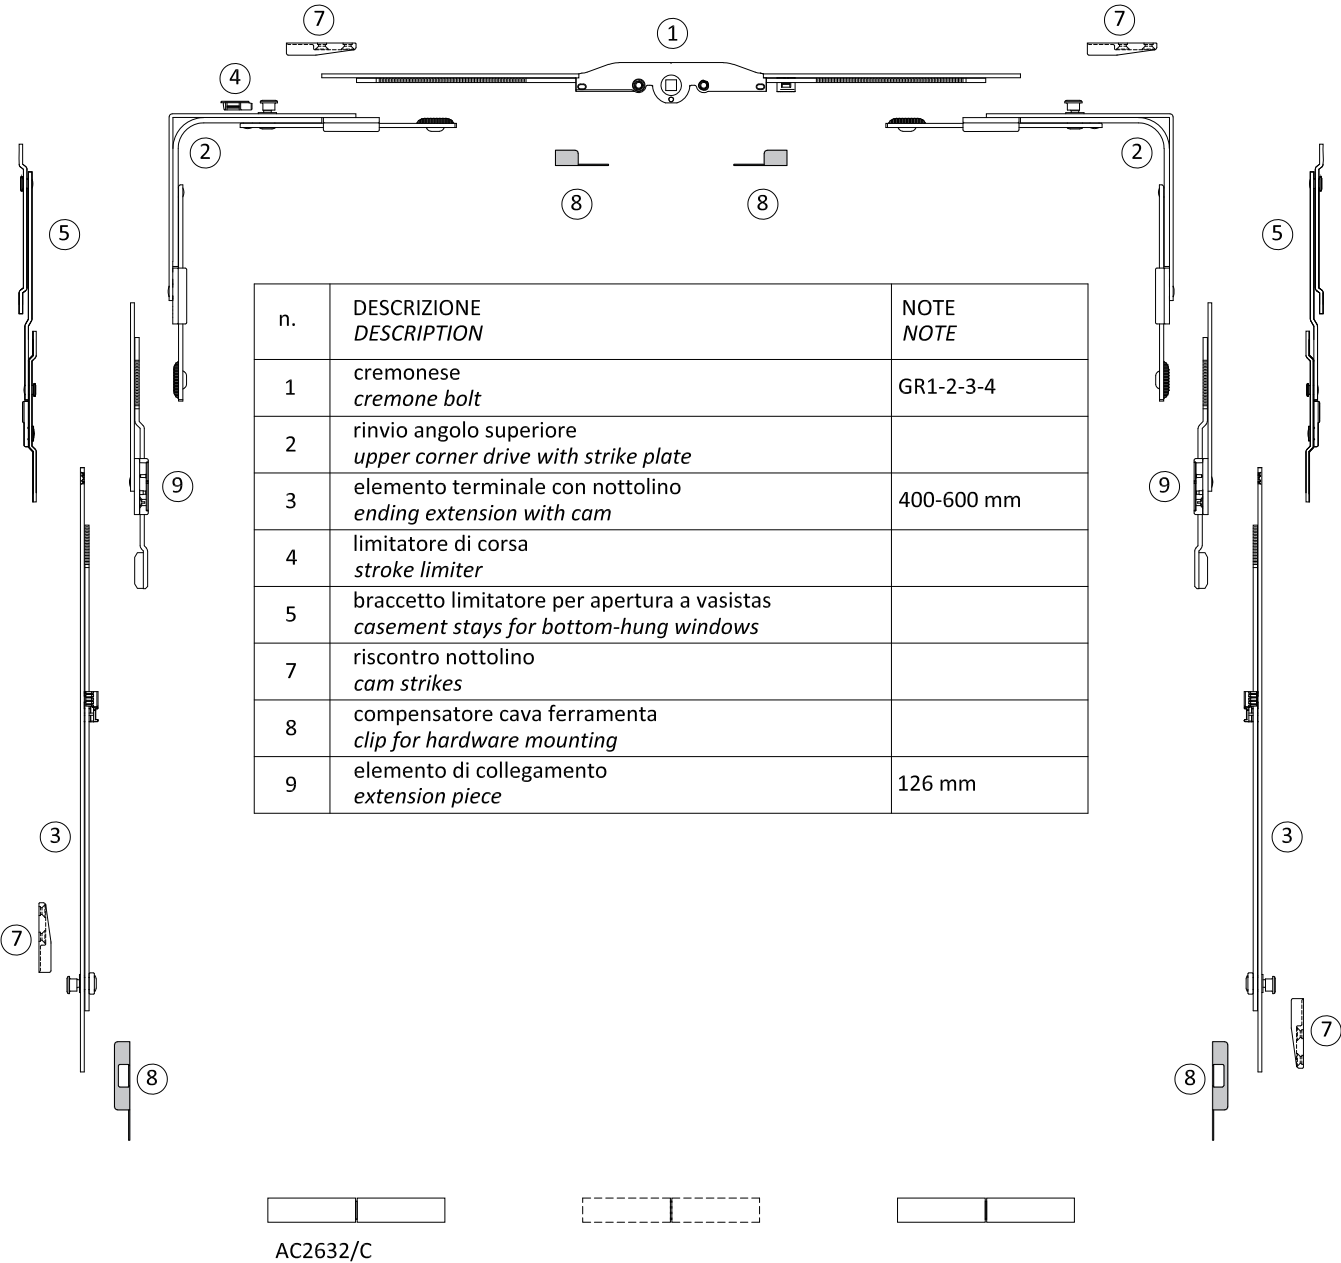 7
7
1
4
2
2
8
8
5
5
n.
DESCRIZIONE
DESCRIPTION
NOTE
NOTE
1
cremonese
cremone bolt
GR1-2-3-4
2
rinvio angolo superiore
upper corner drive with strike plate
3
elemento terminale con nottolino
ending extension with cam
400-600 mm
4
limitatore di corsa
stroke limiter
5
braccetto limitatore per apertura a vasistas
casement stays for bottom-hung windows
7
riscontro nottolino
cam strikes
8
compensatore cava ferramenta
clip for hardware mounting
9
elemento di collegamento
extension piece
126 mm
9
9
3
3
7
7
8
8
AC2632/C